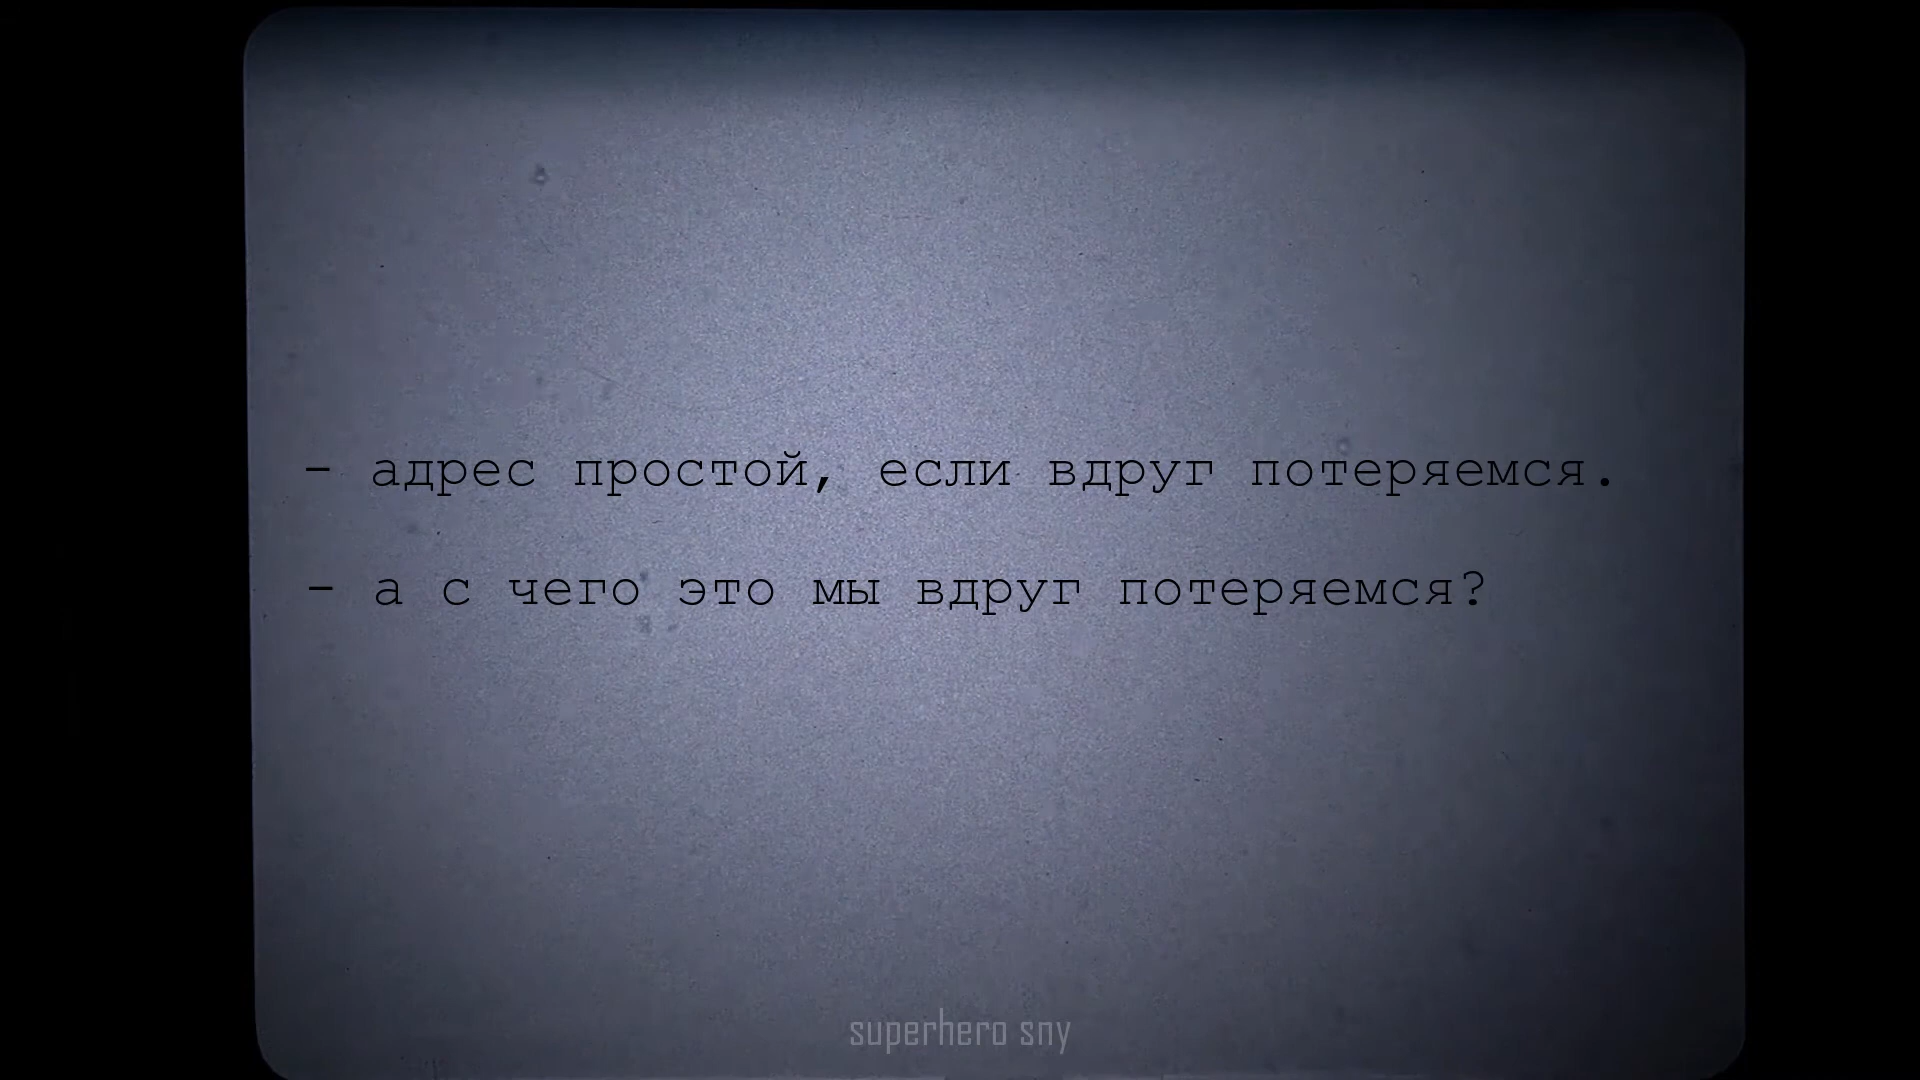 - адрес простой, если вдруг потеряемся.
- а с чего это мы вдруг потеряемся?
superhero sny